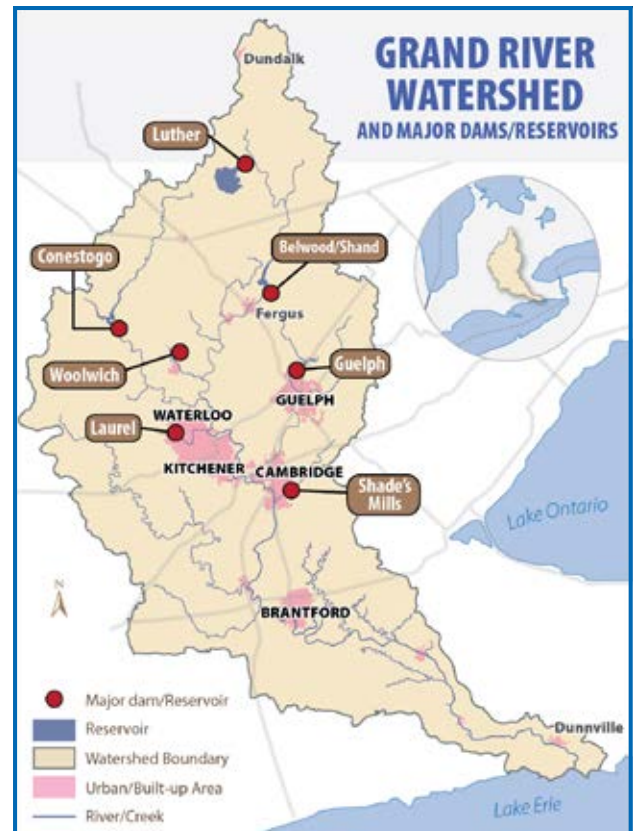 Dundalk
GRAND RIVER
WATERSHED
AND MAJOR DAMS/RESERVOIRS
Luther
Conestogo
Belwood/Shand
Fergus
Woolwich
Guelph
GUELPH
WATERLOO
Laurel
KITCHENER
CAMBRIDGE
Shade's
Mills
Lake Ontario
N
BRANTFORD
Major dam/Reservoir
Reservoir
Watershed Boundary
Urban/Built-up Area
River/Creek
Dunnville
Lake Erie